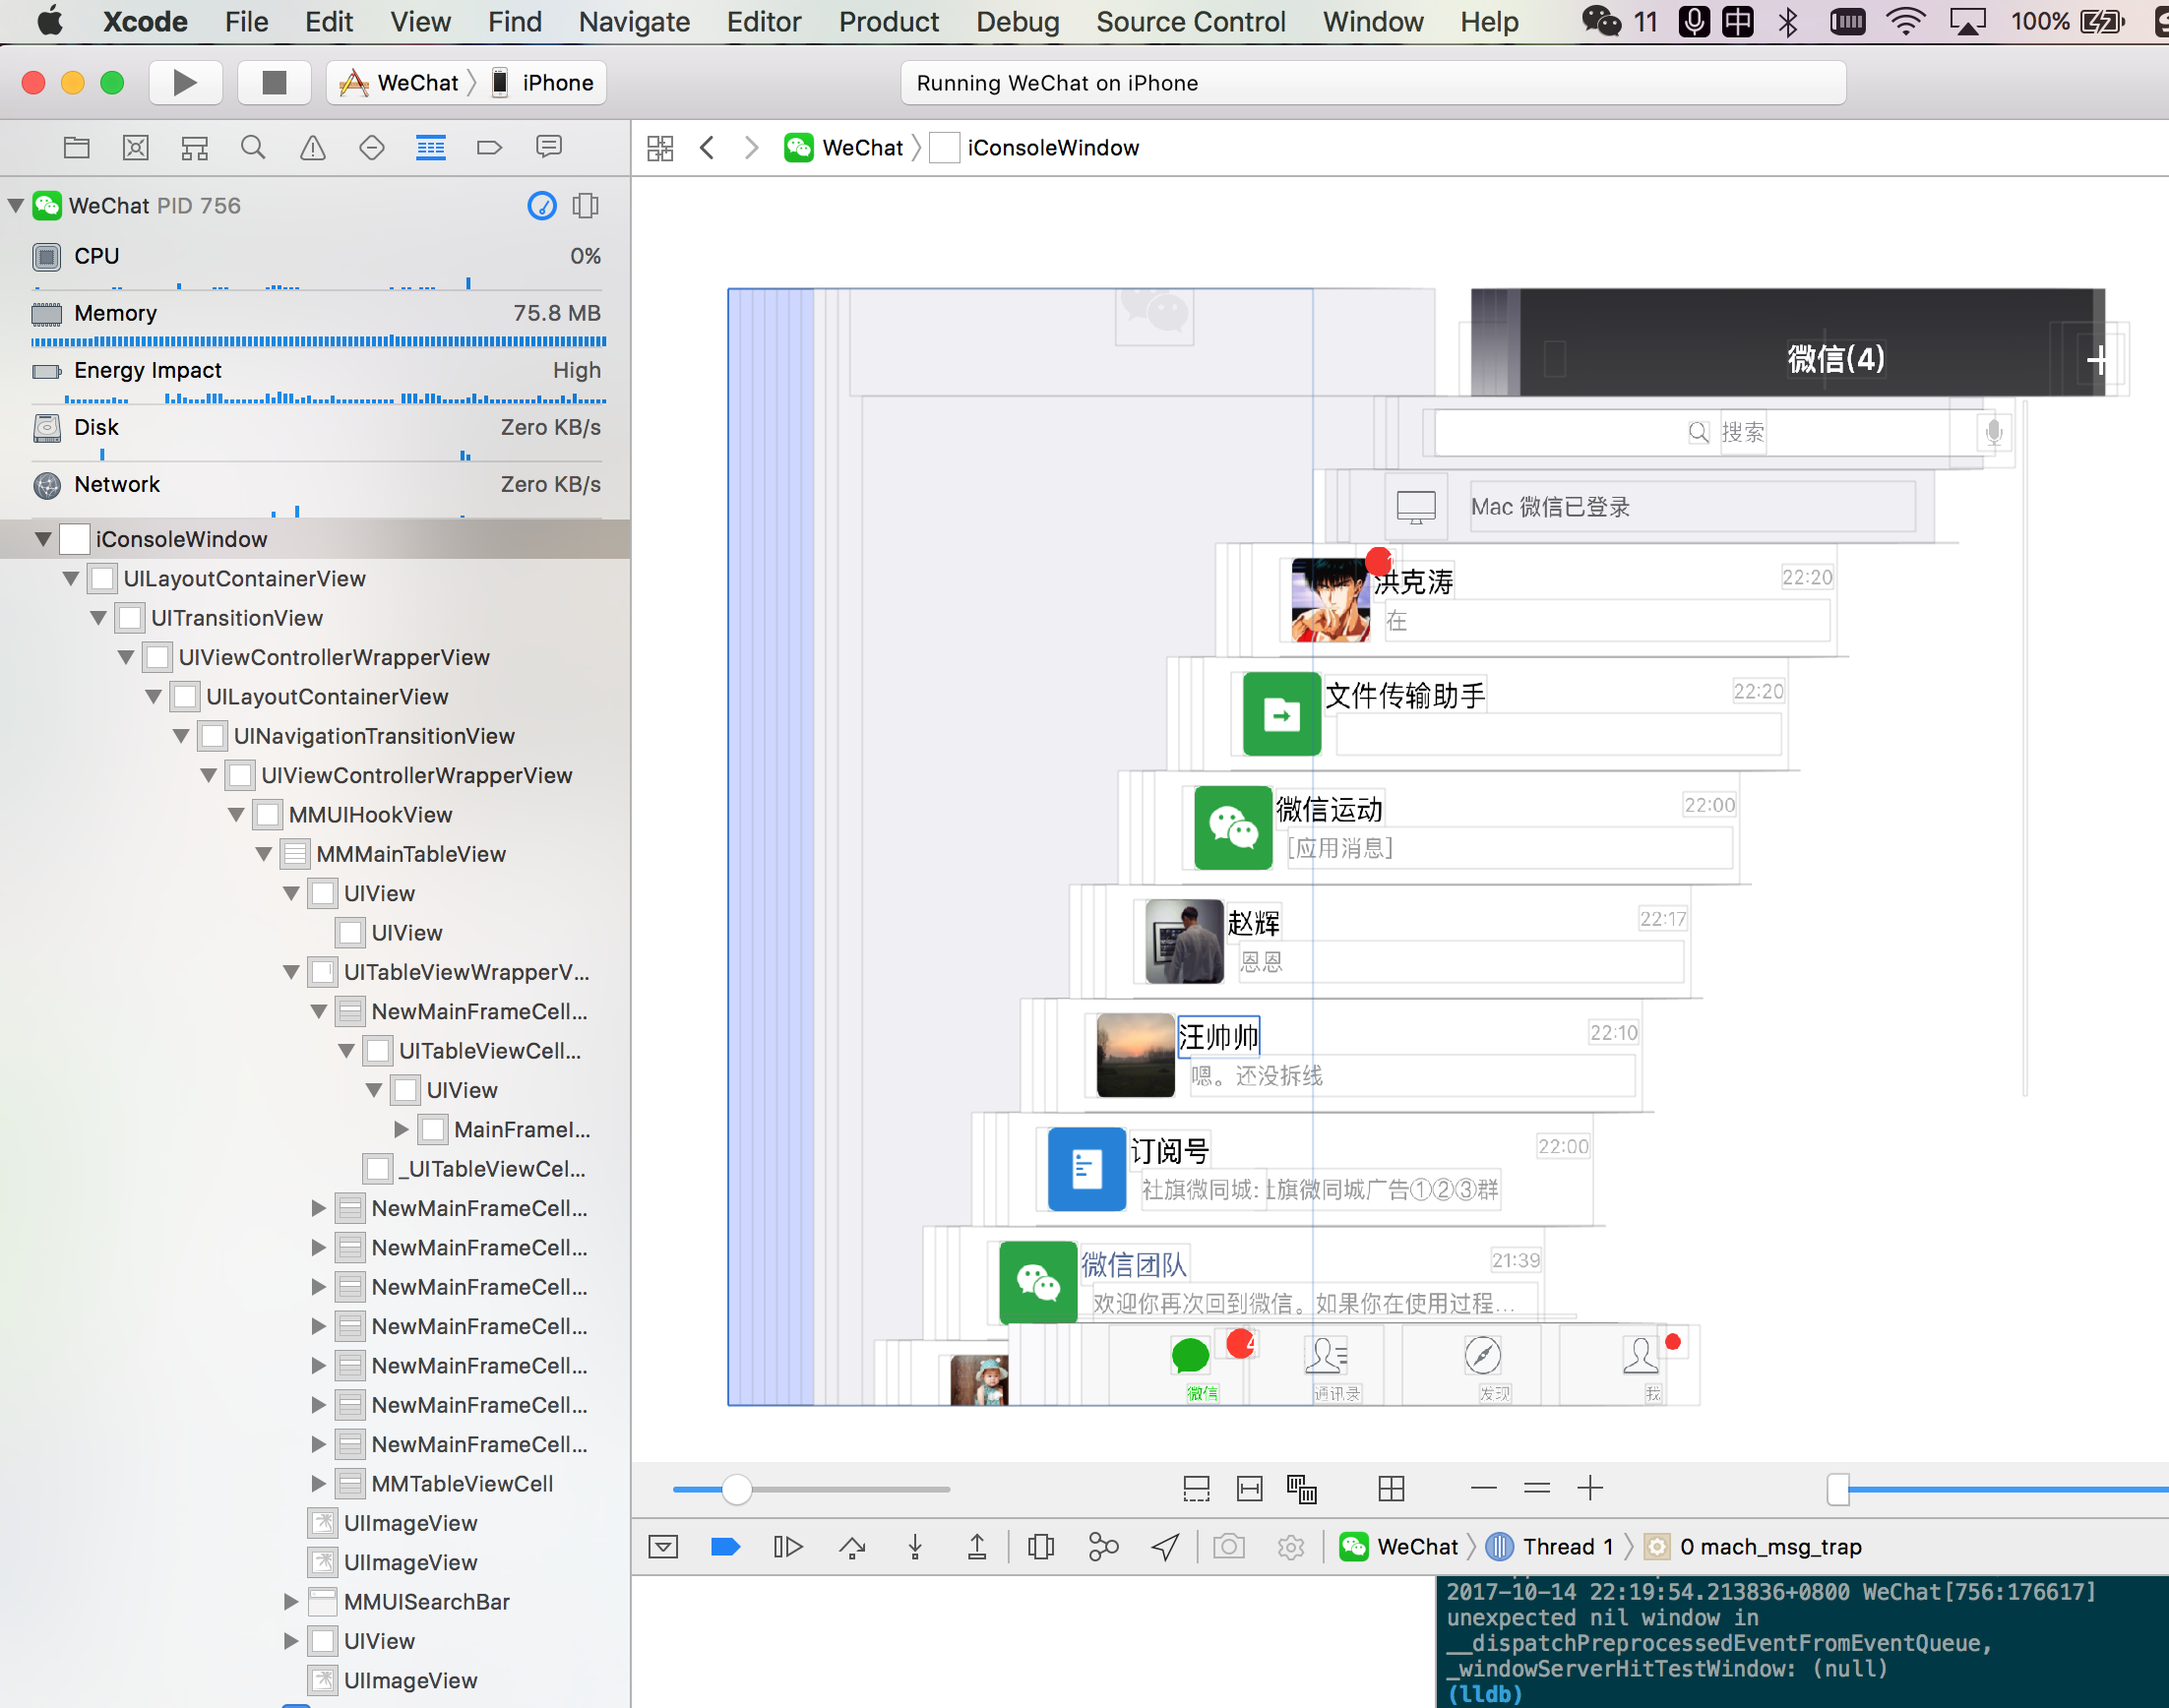 Xcode File Edit View Find Navigate Editor Product Debug Source Control Window Help 11 中 100%
WeChat iPhone
Running WeChat on iPhone
WeChat iConsoleWindow
WeChat PID 756
CPU 0%
Memory 75.8 MB
Energy Impact High
Disk Zero KB/s
Network Zero KB/s
iConsoleWindow
UILayoutContainerView
UITransitionView
UIViewControllerWrapperView
UILayoutContainerView
UINavigationTransitionView
UIViewControllerWrapperView
MMUIHookView
MMMainTableView
UIView
UIView
UITableViewWrapperV...
NewMainFrameCell...
UITableViewCell...
UIView
MainFrameI...
_UITableViewCel...
NewMainFrameCell...
NewMainFrameCell...
NewMainFrameCell...
NewMainFrameCell...
NewMainFrameCell...
NewMainFrameCell...
NewMainFrameCell...
MMTableViewCell
UIImageView
UIImageView
MMUISearchBar
UIView
UIImageView
微信(4)
搜索
Mac 微信已登录
洪克涛 22:20
在
文件传输助手 22:20
微信运动 22:00
[应用消息]
赵辉 22:17
恩恩
汪帅帅 22:10
嗯。还没拆线
订阅号 22:00
社旗微同城: 旗微同城广告①②③群
微信团队 21:39
欢迎你再次回到微信。如果你在使用过程...
4
微信 通讯录 发现 我
WeChat Thread 1 0 mach_msg_trap
2017-10-14 22:19:54.213836+0800 WeChat[756:176617]
unexpected nil window in
__dispatchPreprocessedEventFromEventQueue,
_windowServerHitTestWindow: (null)
(lldb)